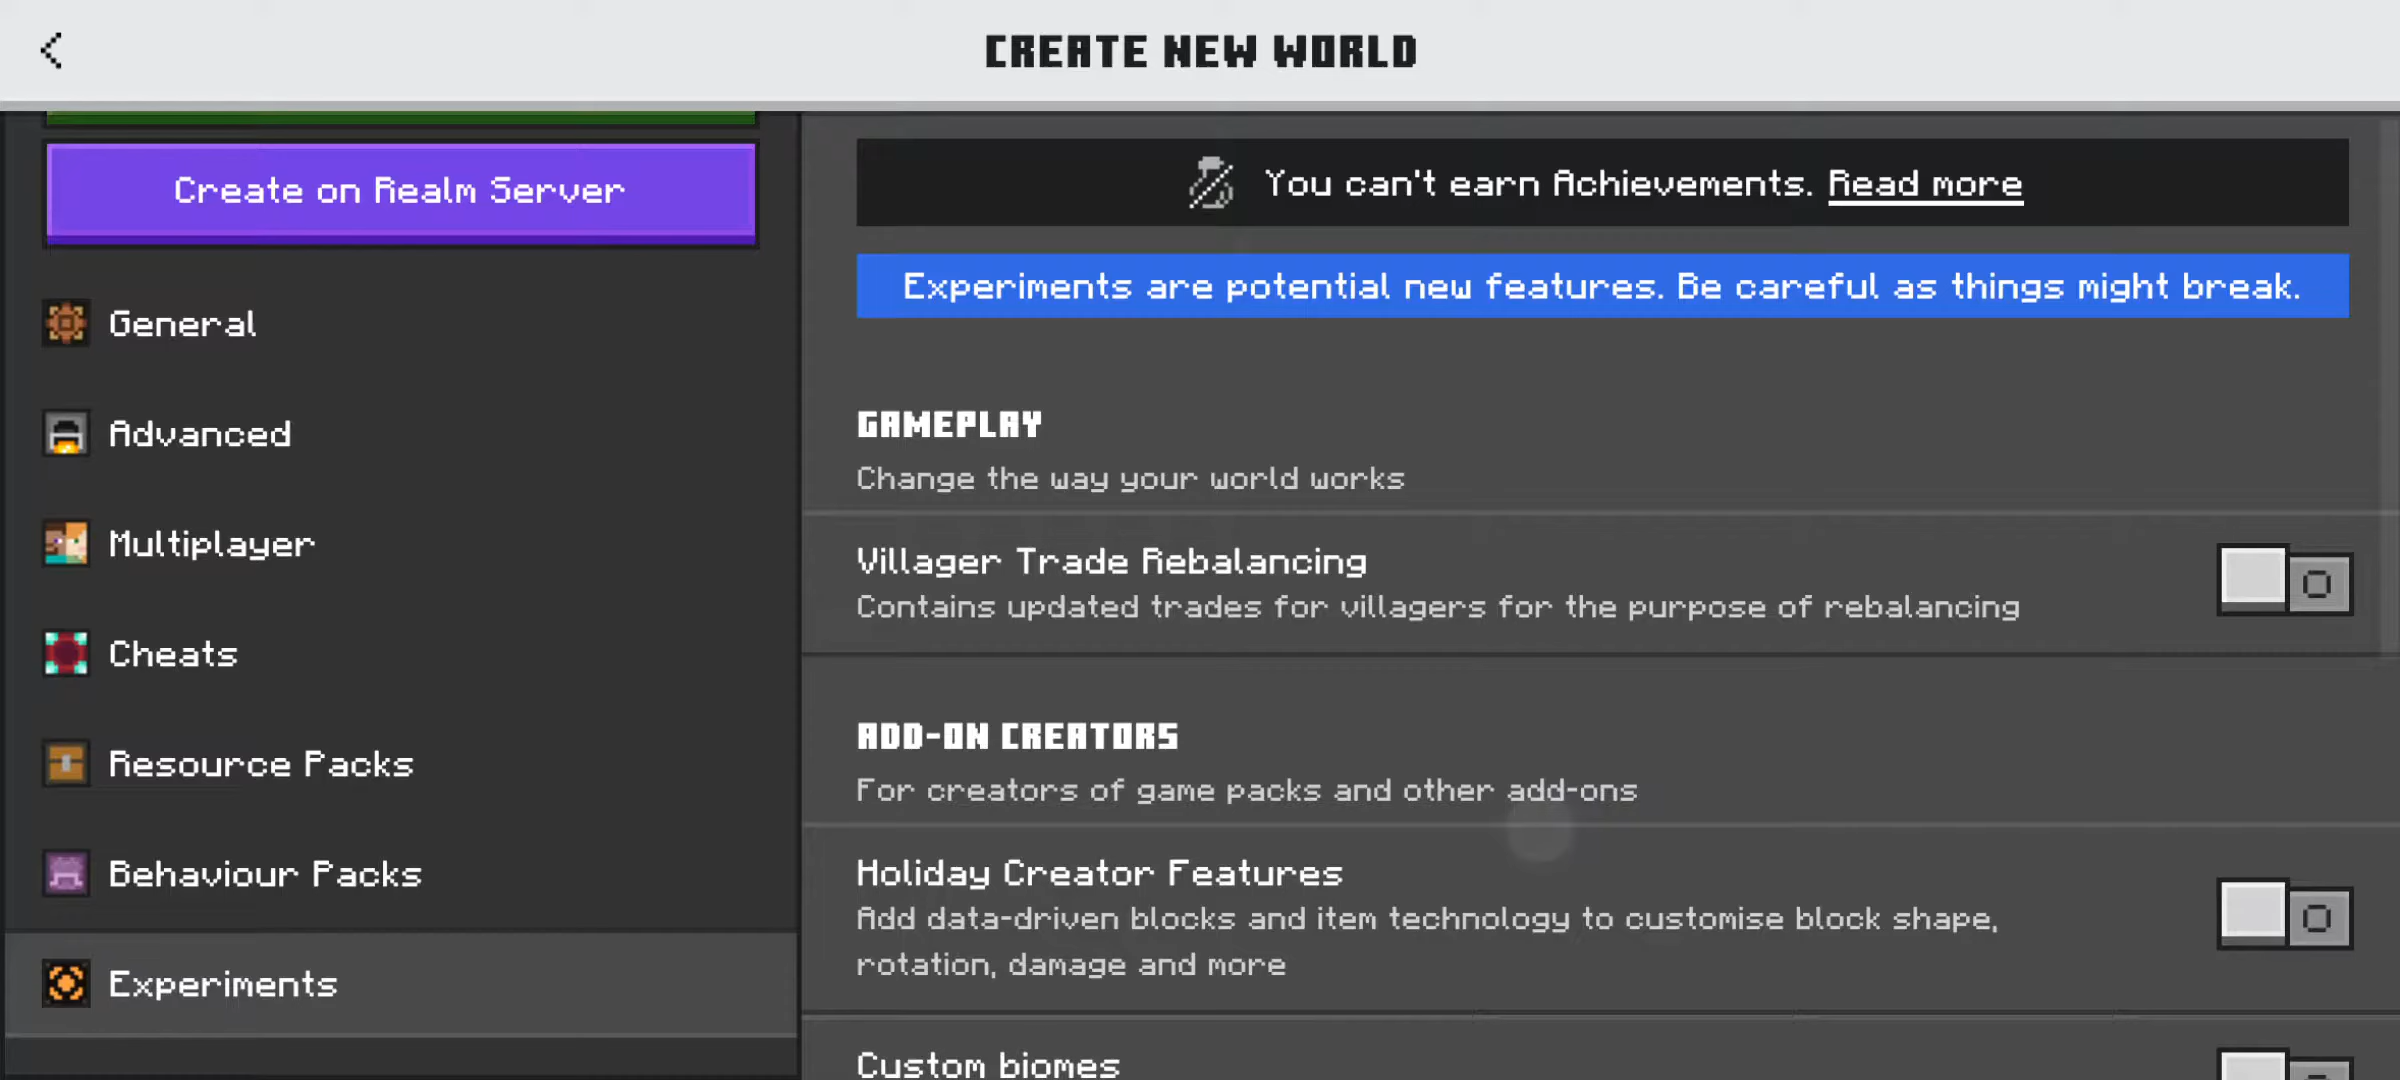 CREATE NEW WORLD
Create on Realm Server
General
Advanced
Multiplayer
Cheats
Resource Packs
Behaviour Packs
Experiments
You can't earn Achievements. Read more
Experiments are potential new features. Be careful as things might break.
GAMEPLAY
Change the way your world works
Villager Trade Rebalancing
Contains updated trades for villagers for the purpose of rebalancing
ADD-ON CREATORS
For creators of game packs and other add-ons
Holiday Creator Features
Add data-driven blocks and item technology to customise block shape,
rotation, damage and more
Custom biomes